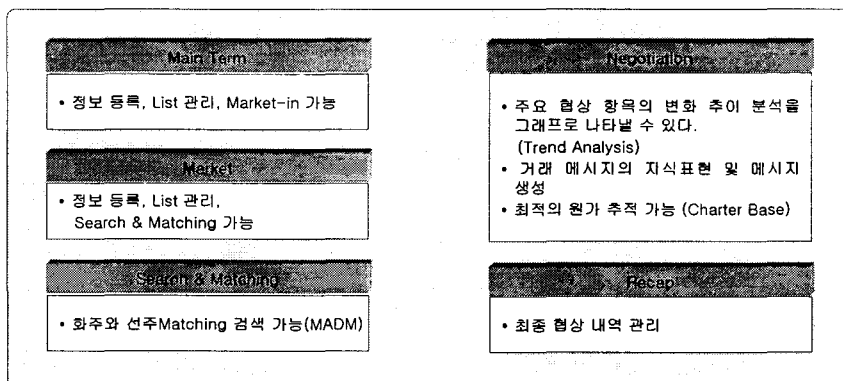 Main Term
• 정보 등록, List 관리, Market-in 가능
Market
• 정보 등록, List 관리,
Search & Matching 가능
Search & Matching
• 화주와 선주Matching 검색 가능(MADM)
Negotiation
• 주요 협상 항목의 변화 추이 분석을
그래프로 나타낼 수 있다.
(Trend Analysis)
• 거래 메시지의 지식표현 및 메시지
생성
• 최적의 원가 추적 가능 (Charter Base)
Recap
• 최종 협상 내역 관리